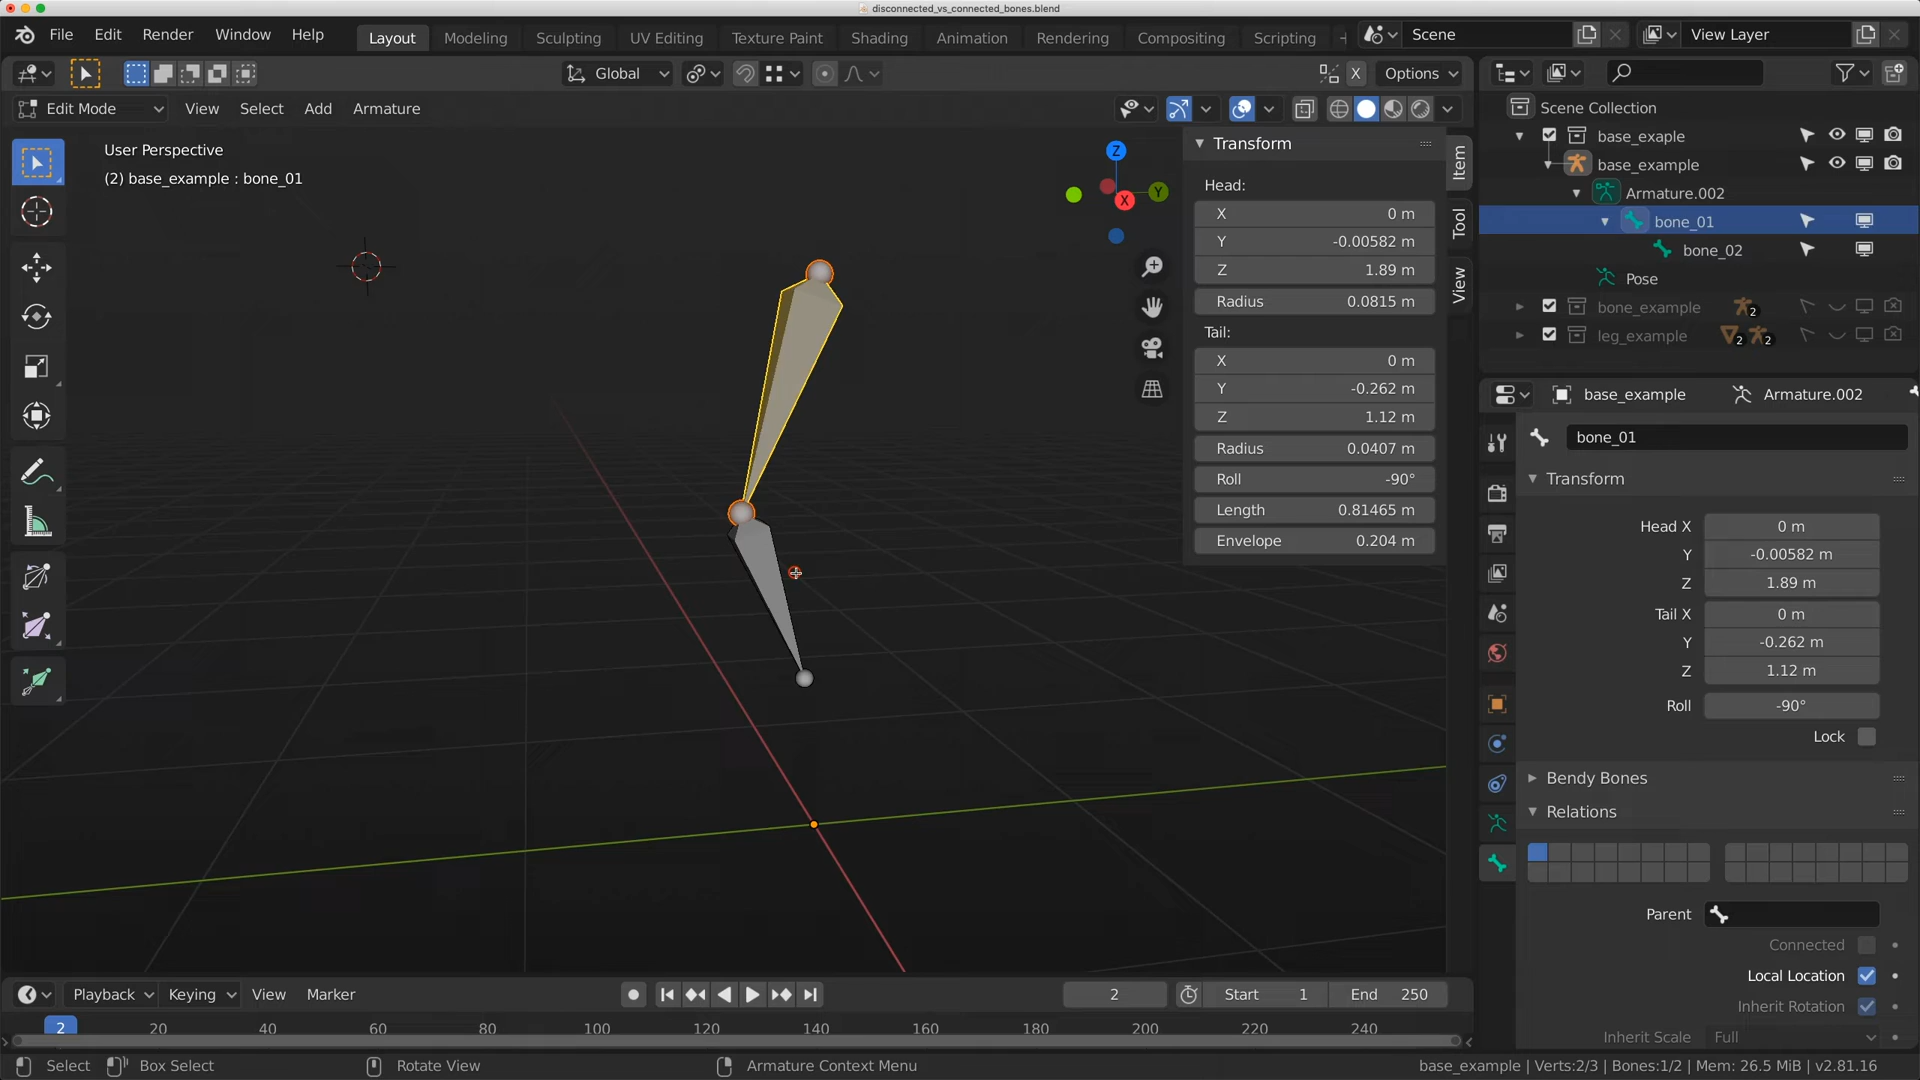 disconnected_vs_connected_bones.blend
File Edit Render Window Help Layout Modeling Sculpting UV Editing Texture Paint Shading Animation Rendering Compositing Scripting Scene View Layer
Global X Options
Edit Mode View Select Add Armature
User Perspective
(2) base_example : bone_01
Z
Y
X
Transform
Head:
X 0 m
Y -0.00582 m
Z 1.89 m
Radius 0.0815 m
Tail:
X 0 m
Y -0.262 m
Z 1.12 m
Radius 0.0407 m
Roll -90°
Length 0.81465 m
Envelope 0.204 m
Item
Tool
View
Scene Collection
base_exaple
base_example
Armature.002
bone_01
bone_02
Pose
bone_example 2
leg_example 2 2
base_example Armature.002
bone_01
Transform
Head X 0 m
Y -0.00582 m
Z 1.89 m
Tail X 0 m
Y -0.262 m
Z 1.12 m
Roll -90°
Lock
Bendy Bones
Relations
Parent
Connected
Local Location
Inherit Rotation
Inherit Scale Full
Playback Keying View Marker 2 Start 1 End 250
2 20 40 60 80 100 120 140 160 180 200 220 240
Select Box Select Rotate View Armature Context Menu base_example | Verts:2/3 | Bones:1/2 | Mem: 26.5 MiB | v2.81.16